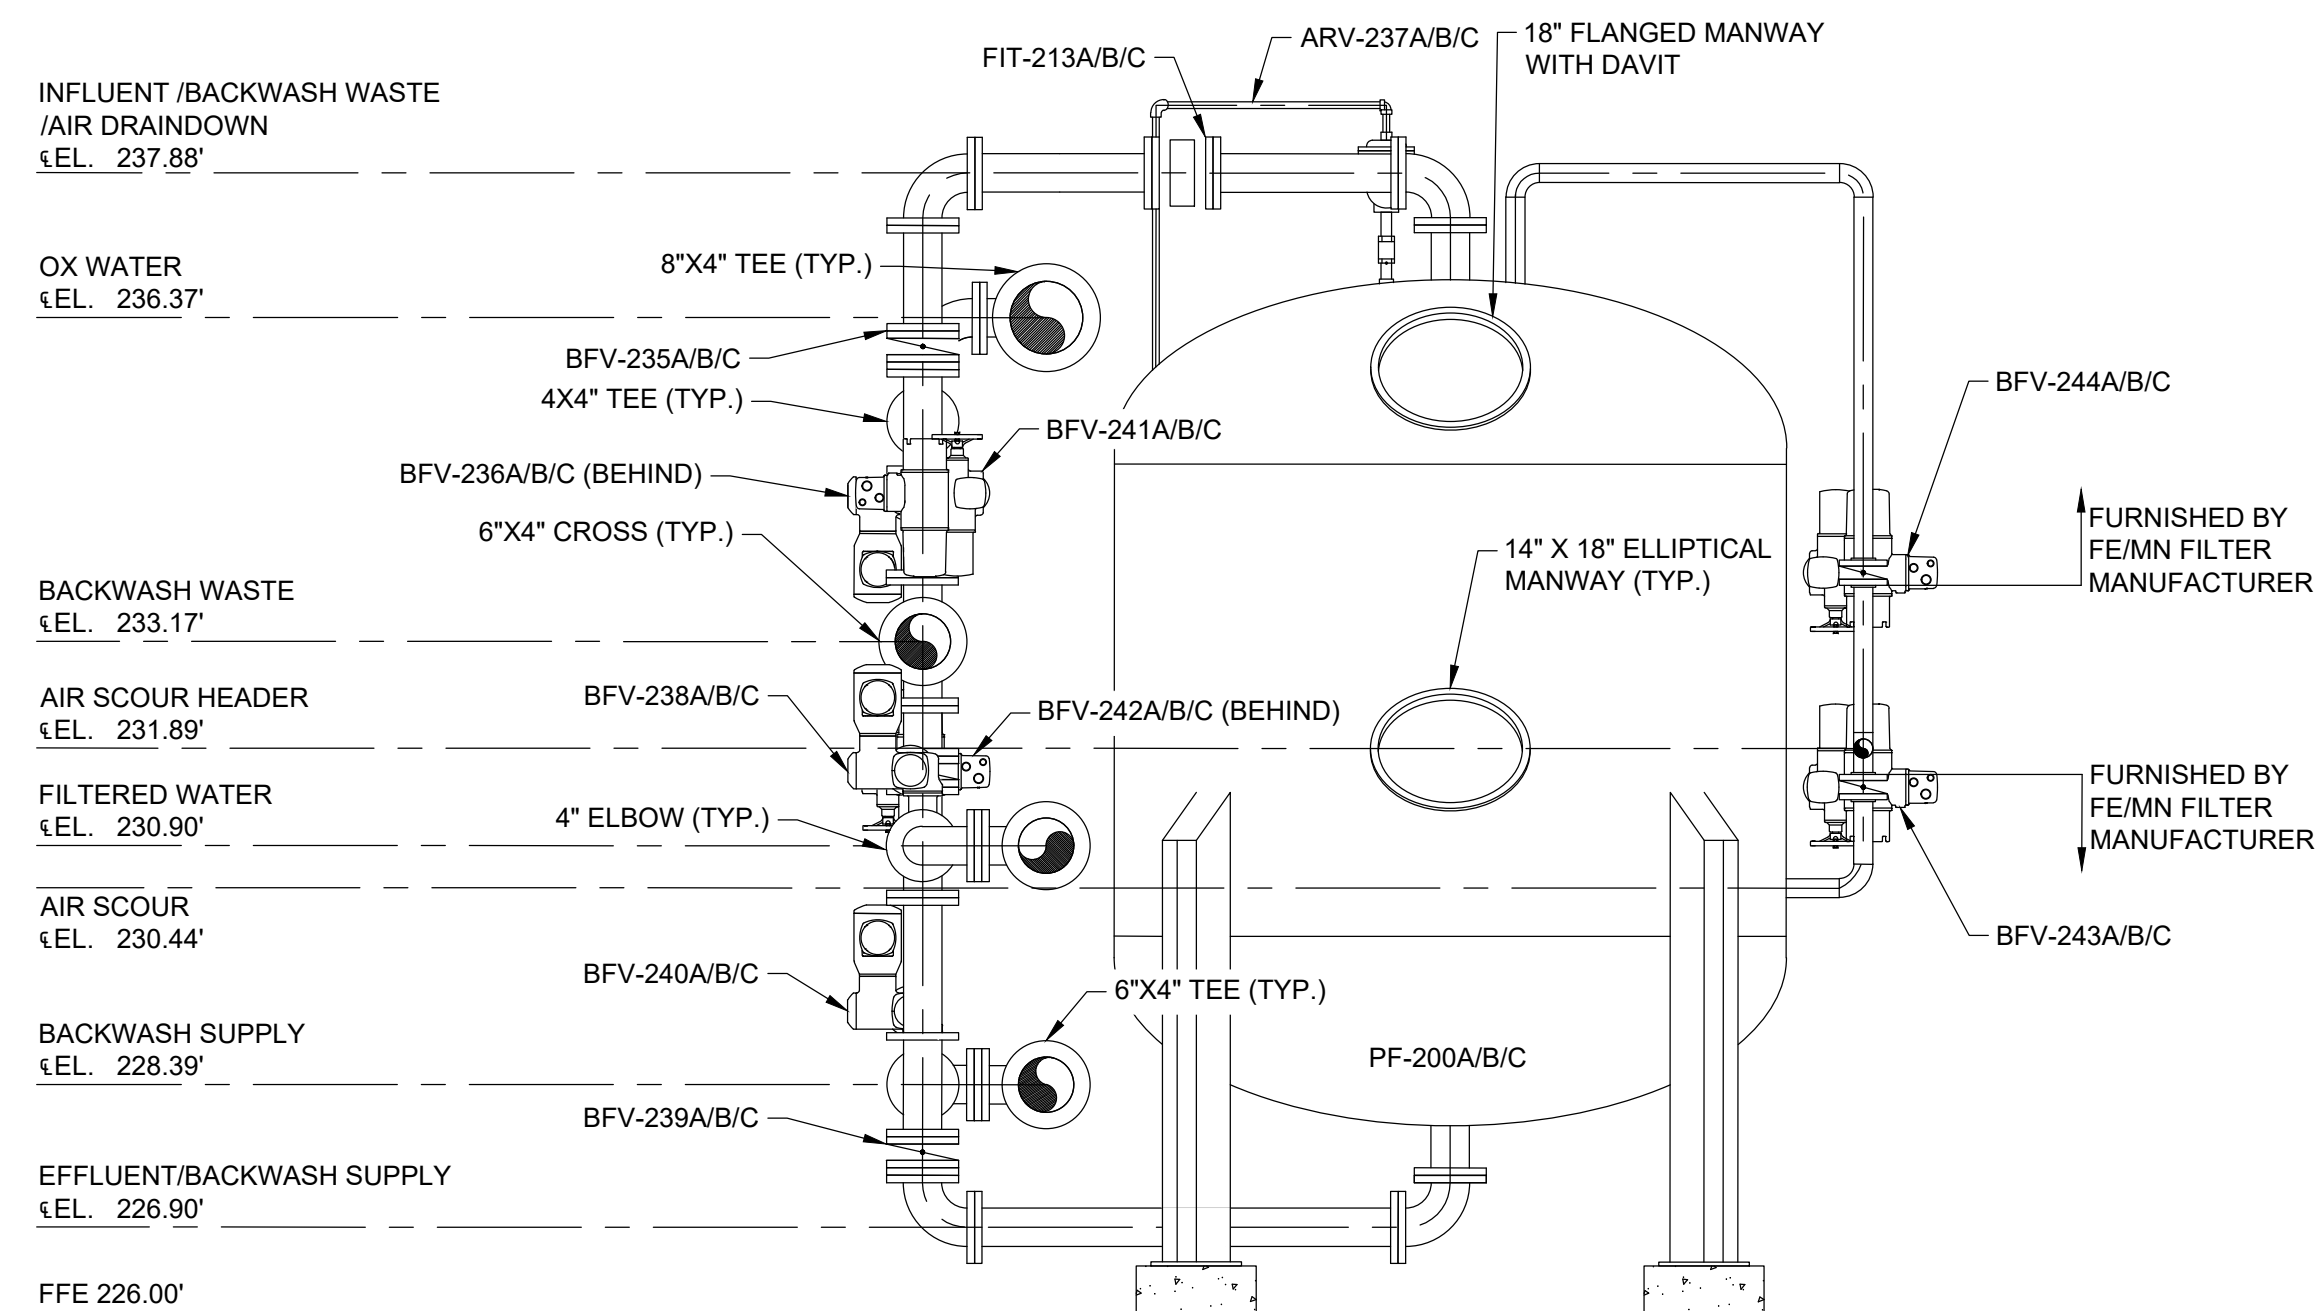 INFLUENT /BACKWASH WASTE
/AIR DRAINDOWN
℄EL. 237.88'
OX WATER
℄EL. 236.37'
BACKWASH WASTE
℄EL. 233.17'
AIR SCOUR HEADER
℄EL. 231.89'
FILTERED WATER
℄EL. 230.90'
AIR SCOUR
℄EL. 230.44'
BACKWASH SUPPLY
℄EL. 228.39'
EFFLUENT/BACKWASH SUPPLY
℄EL. 226.90'
FFE 226.00'
FIT-213A/B/C
ARV-237A/B/C
18" FLANGED MANWAY
WITH DAVIT
8"X4" TEE (TYP.)
BFV-235A/B/C
4X4" TEE (TYP.)
BFV-241A/B/C
BFV-236A/B/C (BEHIND)
6"X4" CROSS (TYP.)
BFV-238A/B/C
BFV-242A/B/C (BEHIND)
4" ELBOW (TYP.)
BFV-240A/B/C
6"X4" TEE (TYP.)
BFV-239A/B/C
14" X 18" ELLIPTICAL
MANWAY (TYP.)
PF-200A/B/C
BFV-244A/B/C
FURNISHED BY
FE/MN FILTER
MANUFACTURER
FURNISHED BY
FE/MN FILTER
MANUFACTURER
BFV-243A/B/C